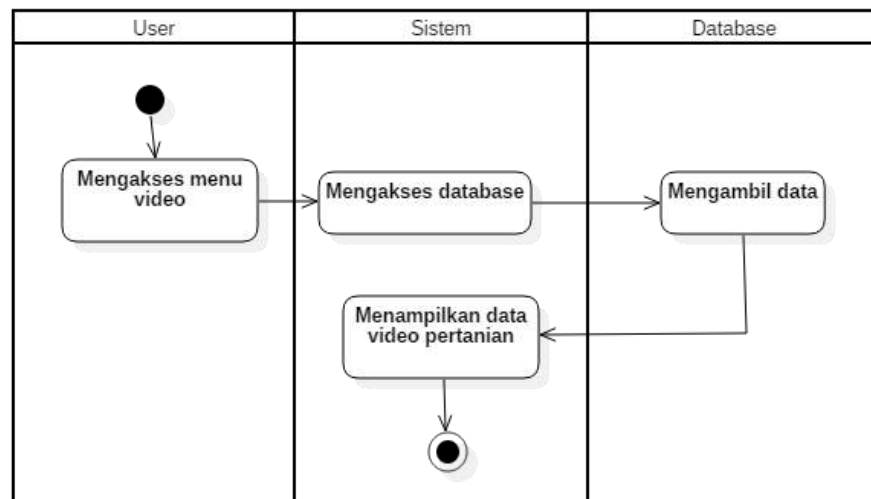 User
Sistem
Database
Mengakses menu
video
Mengakses database
Mengambil data
Menampilkan data
video pertanian